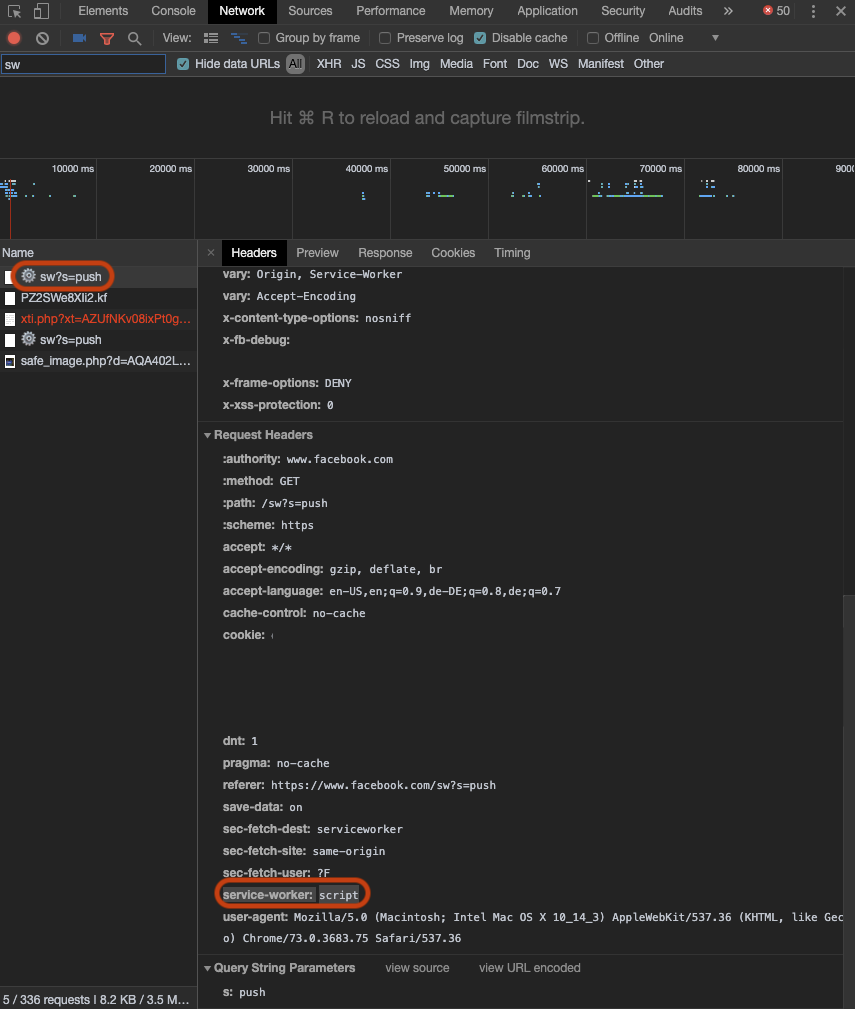 Elements Console Network Sources Performance Memory Application Security Audits » 50
View: Group by frame Preserve log Disable cache Offline Online
sw Hide data URLs All XHR JS CSS Img Media Font Doc WS Manifest Other
Hit ⌘ R to reload and capture filmstrip.
10000 ms 20000 ms 30000 ms 40000 ms 50000 ms 60000 ms 70000 ms 80000 ms 9000
Name
sw?s=push
PZ2SWe8XIi2.kf
xti.php?xt=AZUfNKv08ixPt0g...
sw?s=push
safe_image.php?d=AQA402L...
5 / 336 requests | 8.2 KB / 3.5 M...
× Headers Preview Response Cookies Timing
vary: Origin, Service-Worker
vary: Accept-Encoding
x-content-type-options: nosniff
x-fb-debug:
x-frame-options: DENY
x-xss-protection: 0
Request Headers
:authority: www.facebook.com
:method: GET
:path: /sw?s=push
:scheme: https
accept: */*
accept-encoding: gzip, deflate, br
accept-language: en-US,en;q=0.9,de-DE;q=0.8,de;q=0.7
cache-control: no-cache
cookie:
dnt: 1
pragma: no-cache
referer: https://www.facebook.com/sw?s=push
save-data: on
sec-fetch-dest: serviceworker
sec-fetch-site: same-origin
sec-fetch-user: ?F
service-worker: script
user-agent: Mozilla/5.0 (Macintosh; Intel Mac OS X 10_14_3) AppleWebKit/537.36 (KHTML, like Gec
o) Chrome/73.0.3683.75 Safari/537.36
Query String Parameters view source view URL encoded
s: push